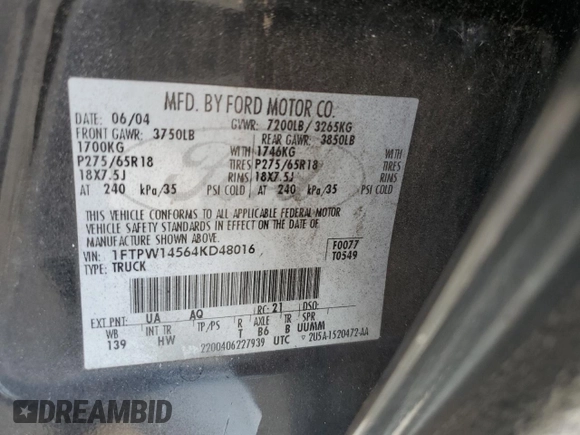 MFD. BY FORD MOTOR CO.
DATE: 06/04 GVWR: 7200LB/ 3265KG
FRONT GAWR: 3750LB REAR GAWR: 3850LB
1700KG WITH 1746KG WITH
P275/65R18 TIRES P275/65R18 TIRES
18X7.5J RIMS 18X7.5J RIMS
AT 240 kPa/35 PSI COLD AT 240 kPa/35 PSI COLD
THIS VEHICLE CONFORMS TO ALL APPLICABLE FEDERAL MOTOR
VEHICLE SAFETY STANDARDS IN EFFECT ON THE DATE OF
MANUFACTURE SHOWN ABOVE.
VIN: 1FTPW14564KD48016 F0077
TYPE: TRUCK T0549
EXT PNT: UA AQ RC: 21 DSO:
WB INT TR TP/PS R AXLE TR SPR
139 HW T B6 B UUMM
2200406227939 UTC 2U5A-1520472-AA
Ford
DREAMBID